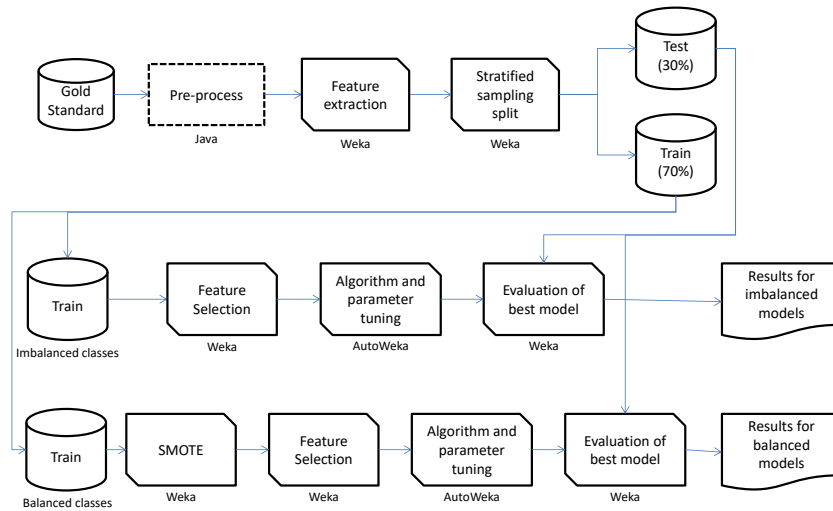 Gold
Standard
Pre-process
Java
Feature
extraction
Weka
Stratified
sampling
split
Weka
Test
(30%)
Train
(70%)
Train
Imbalanced classes
Feature
Selection
Weka
Algorithm and
parameter
tuning
AutoWeka
Evaluation of
best model
Weka
Results for
imbalanced
models
Train
Balanced classes
SMOTE
Weka
Feature
Selection
Weka
Algorithm and
parameter
tuning
AutoWeka
Evaluation of
best model
Weka
Results for
balanced
models